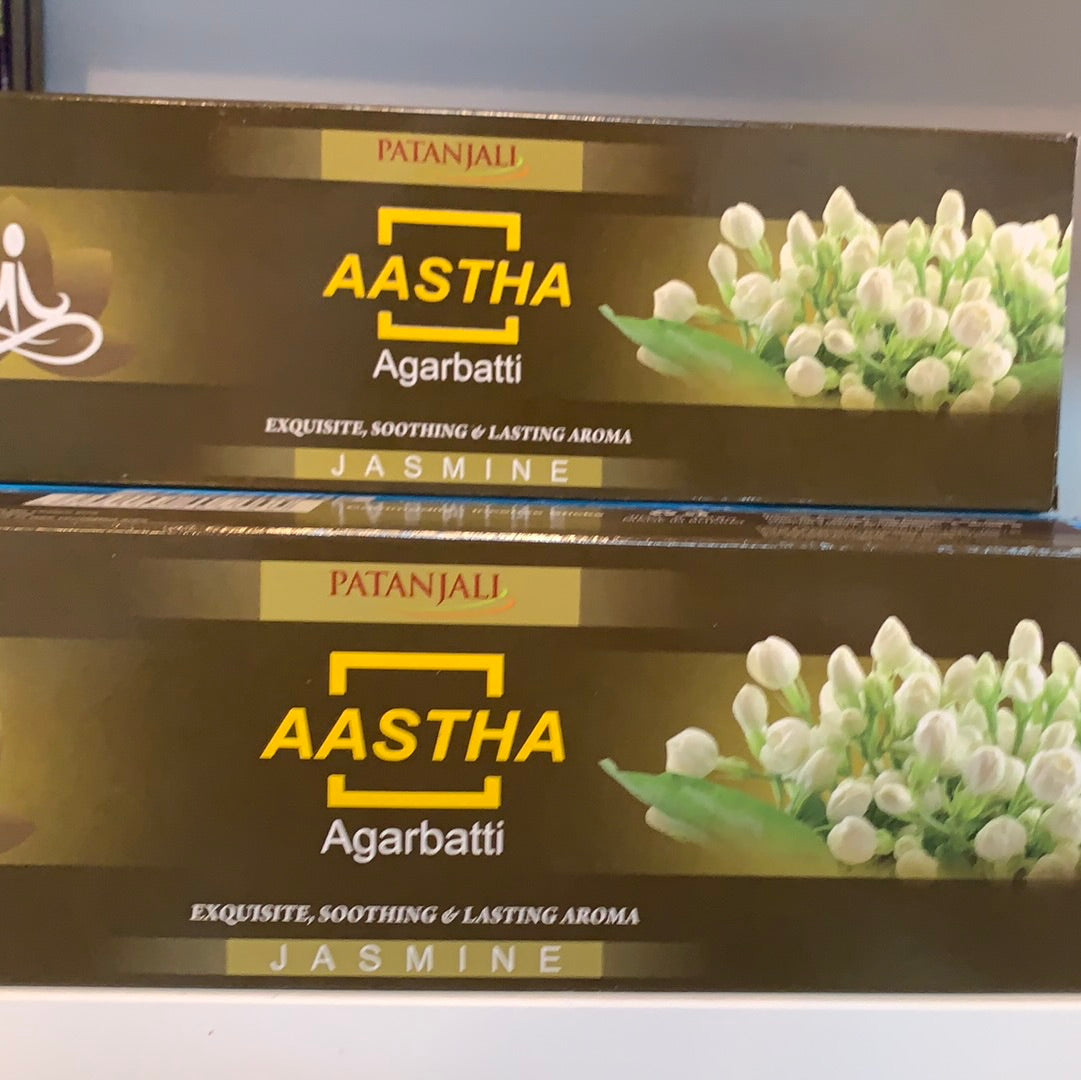 PATANJALI
AASTHA
Agarbatti
EXQUISITE, SOOTHING & LASTING AROMA
JASMINE
PATANJALI
AASTHA
Agarbatti
EXQUISITE, SOOTHING & LASTING AROMA
JASMINE